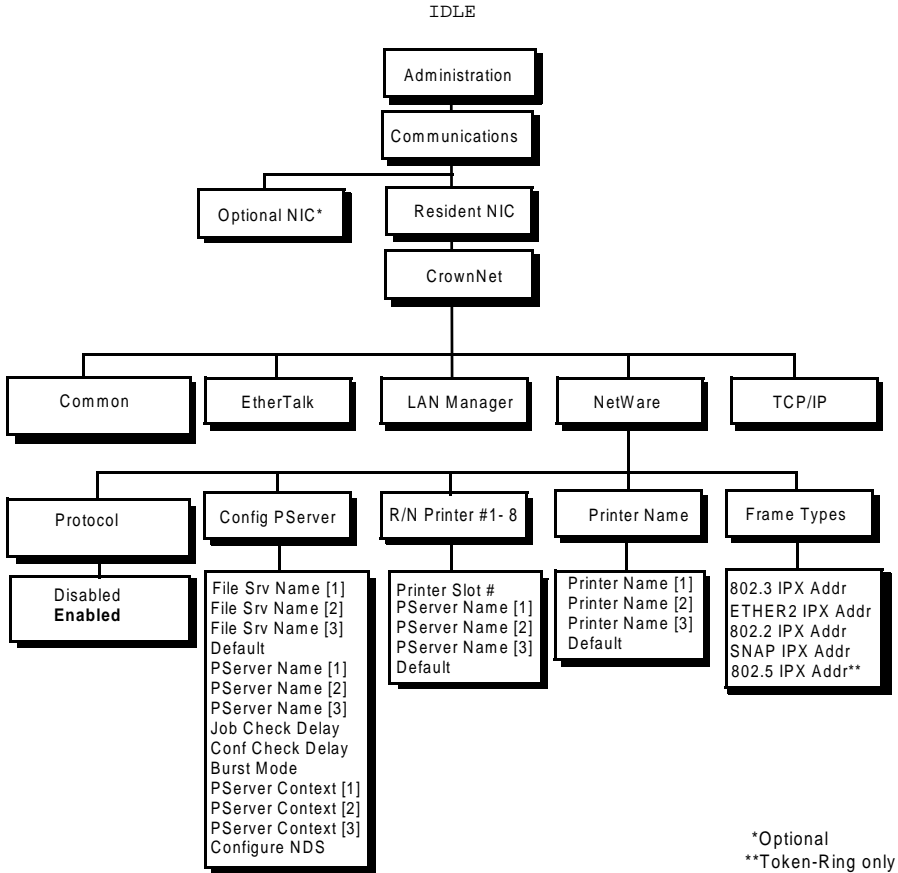 IDLE
Administration
Communications
Optional NIC*
Resident NIC
CrownNet
Common
EtherTalk
LAN Manager
NetWare
TCP/IP
Protocol
Config PServer
R/N Printer #1- 8
Printer Name
Frame Types
Disabled
Enabled
File Srv Name [1]
File Srv Name [2]
File Srv Name [3]
Default
PServer Name [1]
PServer Name [2]
PServer Name [3]
Job Check Delay
Conf Check Delay
Burst Mode
PServer Context [1]
PServer Context [2]
PServer Context [3]
Configure NDS
Printer Slot #
PServer Name [1]
PServer Name [2]
PServer Name [3]
Default
Printer Name [1]
Printer Name [2]
Printer Name [3]
Default
802.3 IPX Addr
ETHER2 IPX Addr
802.2 IPX Addr
SNAP IPX Addr
802.5 IPX Addr**
*Optional
**Token-Ring only